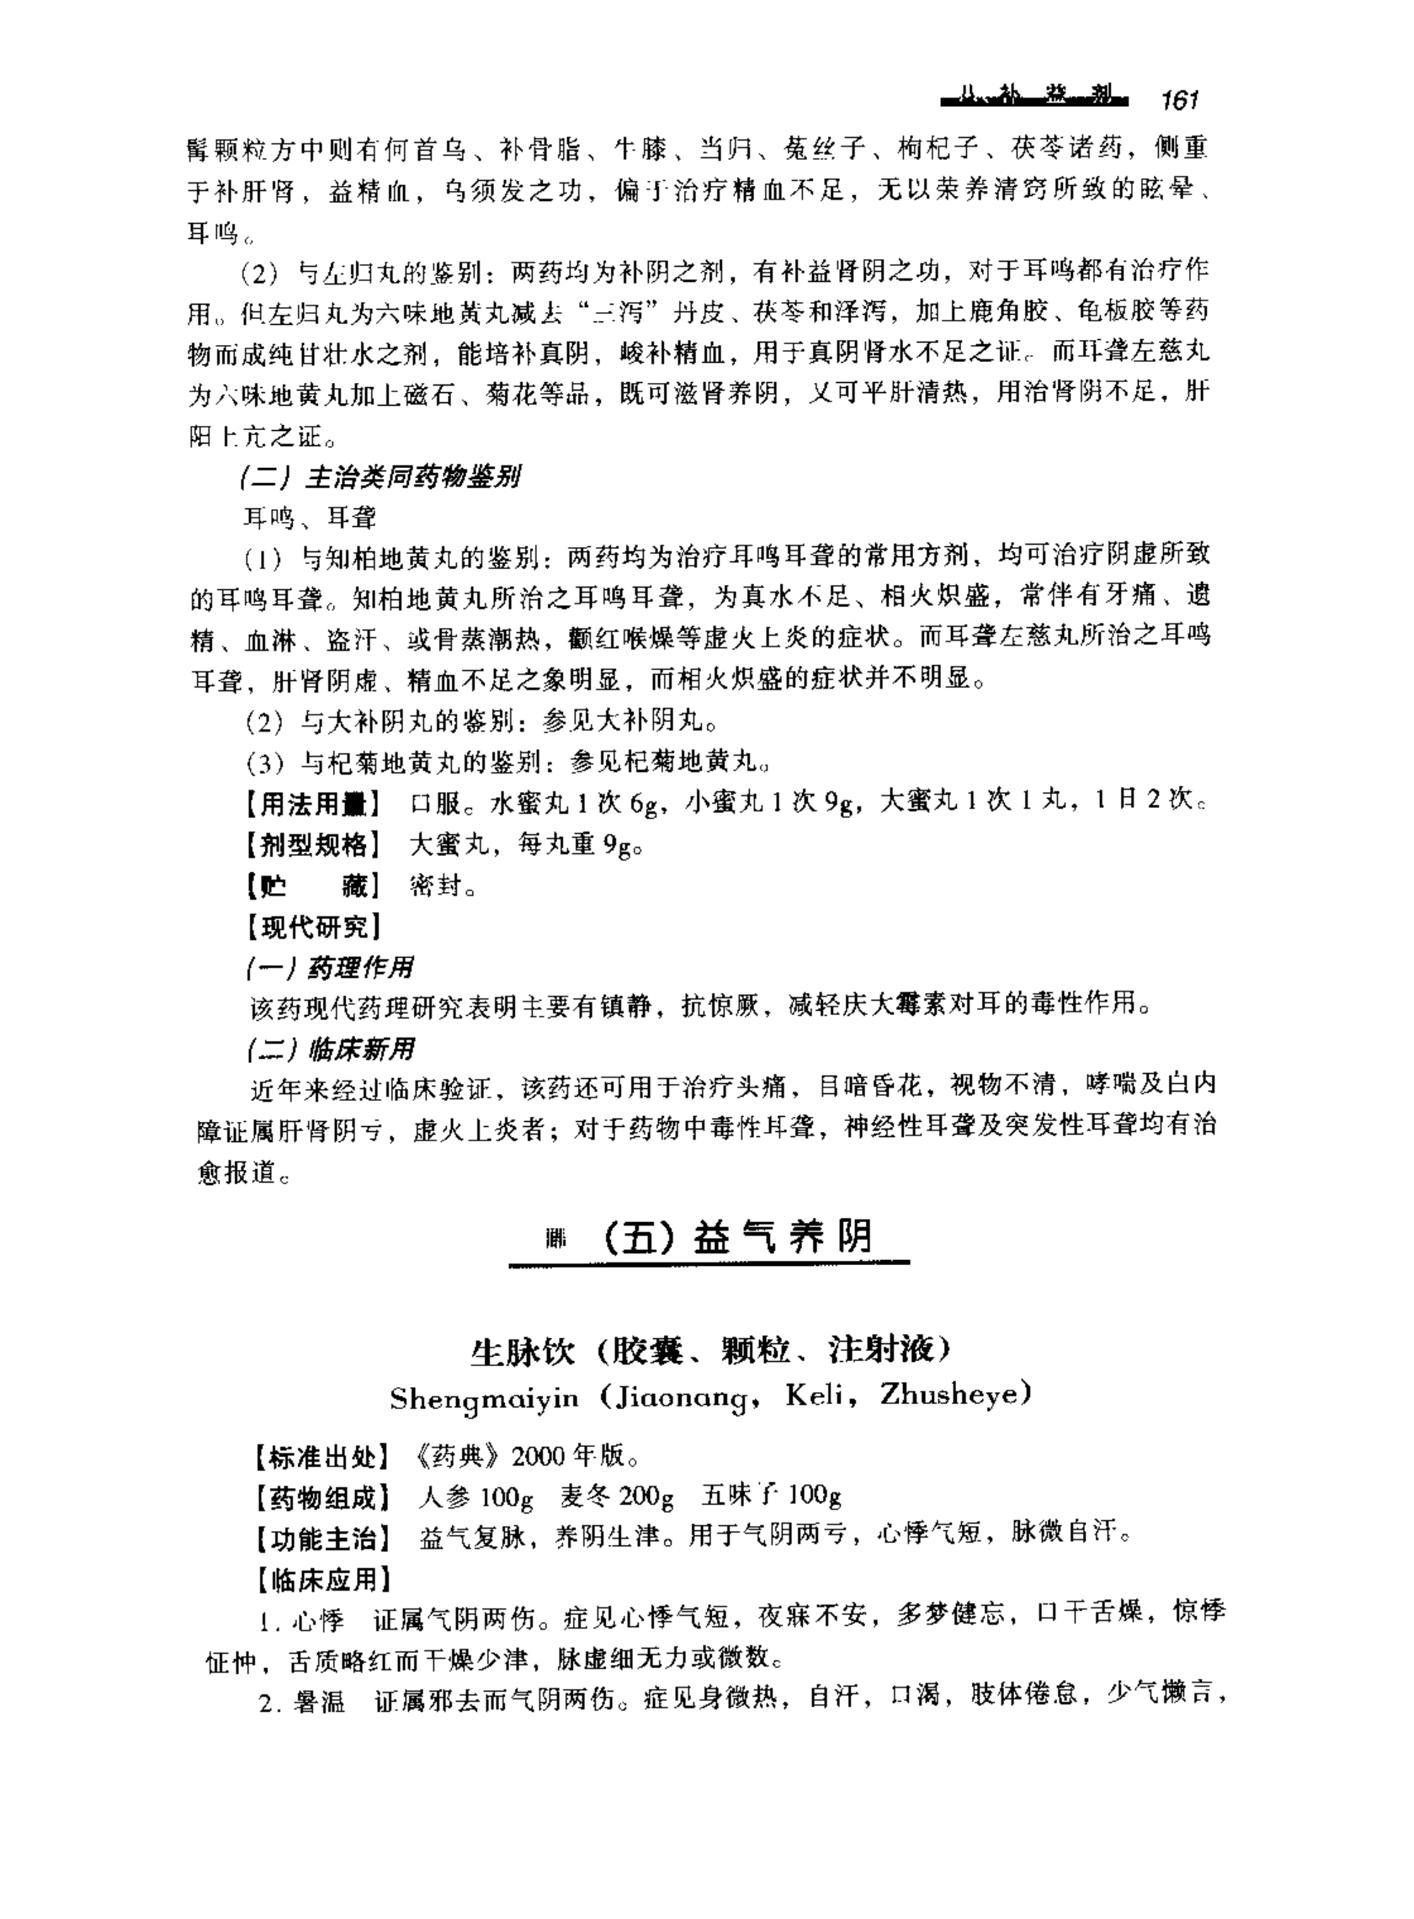 八、补益剂 161
髯颗粒方中则有何首乌、补骨脂、牛膝、当归、菟丝子、枸杞子、茯苓诸药，侧重
于补肝肾，益精血，乌须发之功，偏于治疗精血不足，无以荣养清窍所致的眩晕、
耳鸣。
（2）与左归丸的鉴别：两药均为补阴之剂，有补益肾阴之功，对于耳鸣都有治疗作
用。但左归丸为六味地黄丸减去“三泻”丹皮、茯苓和泽泻，加上鹿角胶、龟板胶等药
物而成纯甘壮水之剂，能培补真阴，峻补精血，用于真阴肾水不足之证。而耳聋左慈丸
为六味地黄丸加上磁石、菊花等品，既可滋肾养阴，又可平肝清热，用治肾阴不足，肝
阳上亢之证。
（二）主治类同药物鉴别
耳鸣、耳聋
（1）与知柏地黄丸的鉴别：两药均为治疗耳鸣耳聋的常用方剂，均可治疗阴虚所致
的耳鸣耳聋。知柏地黄丸所治之耳鸣耳聋，为真水不足、相火炽盛，常伴有牙痛、遗
精、血淋、盗汗、或骨蒸潮热，颧红喉燥等虚火上炎的症状。而耳聋左慈丸所治之耳鸣
耳聋，肝肾阴虚、精血不足之象明显，而相火炽盛的症状并不明显。
（2）与大补阴丸的鉴别：参见大补阴丸。
（3）与杞菊地黄丸的鉴别：参见杞菊地黄丸。
【用法用量】 口服。水蜜丸1次6g，小蜜丸1次9g，大蜜丸1次1丸，1日2次。
【剂型规格】 大蜜丸，每丸重9g。
【贮　　藏】 密封。
【现代研究】
（一）药理作用
该药现代药理研究表明主要有镇静，抗惊厥，减轻庆大霉素对耳的毒性作用。
（二）临床新用
近年来经过临床验证，该药还可用于治疗头痛，目暗昏花，视物不清，哮喘及白内
障证属肝肾阴亏，虚火上炎者；对于药物中毒性耳聋，神经性耳聋及突发性耳聋均有治
愈报道。
（五）益气养阴
生脉饮（胶囊、颗粒、注射液）
Shengmaiyin（Jiaonang，Keli，Zhusheye）
【标准出处】《药典》2000年版。
【药物组成】 人参100g　麦冬200g　五味子100g
【功能主治】 益气复脉，养阴生津。用于气阴两亏，心悸气短，脉微自汗。
【临床应用】
1. 心悸　证属气阴两伤。症见心悸气短，夜寐不安，多梦健忘，口干舌燥，惊悸
怔忡，舌质略红而干燥少津，脉虚细无力或微数。
2. 暑温　证属邪去而气阴两伤。症见身微热，自汗，口渴，肢体倦怠，少气懒言，